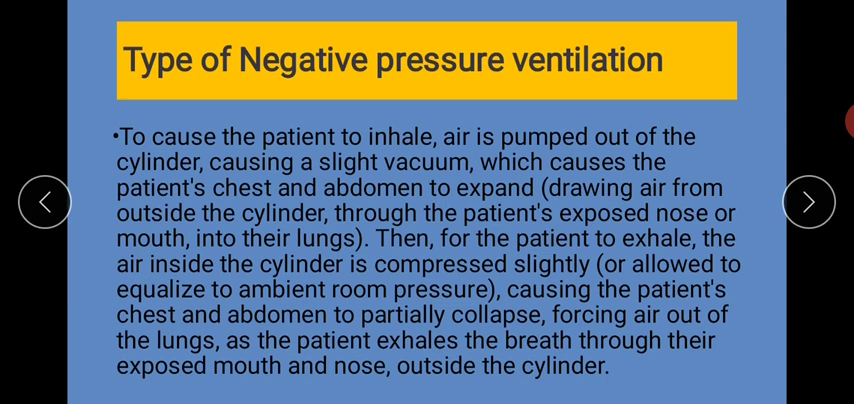 Type of Negative pressure ventilation
•To cause the patient to inhale, air is pumped out of the
cylinder, causing a slight vacuum, which causes the
patient's chest and abdomen to expand (drawing air from
outside the cylinder, through the patient's exposed nose or
mouth, into their lungs). Then, for the patient to exhale, the
air inside the cylinder is compressed slightly (or allowed to
equalize to ambient room pressure), causing the patient's
chest and abdomen to partially collapse, forcing air out of
the lungs, as the patient exhales the breath through their
exposed mouth and nose, outside the cylinder.